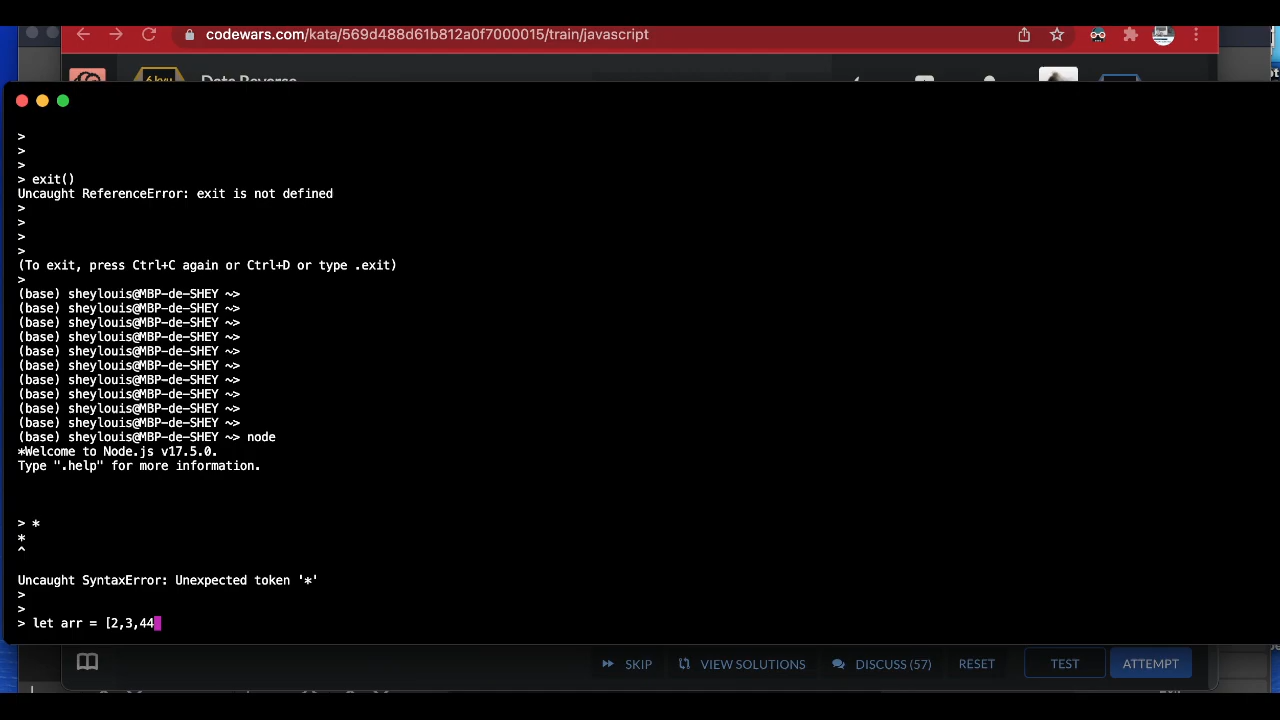 codewars.com/kata/569d488d61b812a0f7000015/train/javascript
6 kyu Data Reverse
>
>
>
> exit()
Uncaught ReferenceError: exit is not defined
>
>
>
>
(To exit, press Ctrl+C again or Ctrl+D or type .exit)
>
(base) sheylouis@MBP-de-SHEY ~>
(base) sheylouis@MBP-de-SHEY ~>
(base) sheylouis@MBP-de-SHEY ~>
(base) sheylouis@MBP-de-SHEY ~>
(base) sheylouis@MBP-de-SHEY ~>
(base) sheylouis@MBP-de-SHEY ~>
(base) sheylouis@MBP-de-SHEY ~>
(base) sheylouis@MBP-de-SHEY ~>
(base) sheylouis@MBP-de-SHEY ~>
(base) sheylouis@MBP-de-SHEY ~>
(base) sheylouis@MBP-de-SHEY ~> node
*Welcome to Node.js v17.5.0.
Type ".help" for more information.
> *
*
^
Uncaught SyntaxError: Unexpected token '*'
>
>
> let arr = [2,3,44
SKIP VIEW SOLUTIONS DISCUSS (57) RESET TEST ATTEMPT